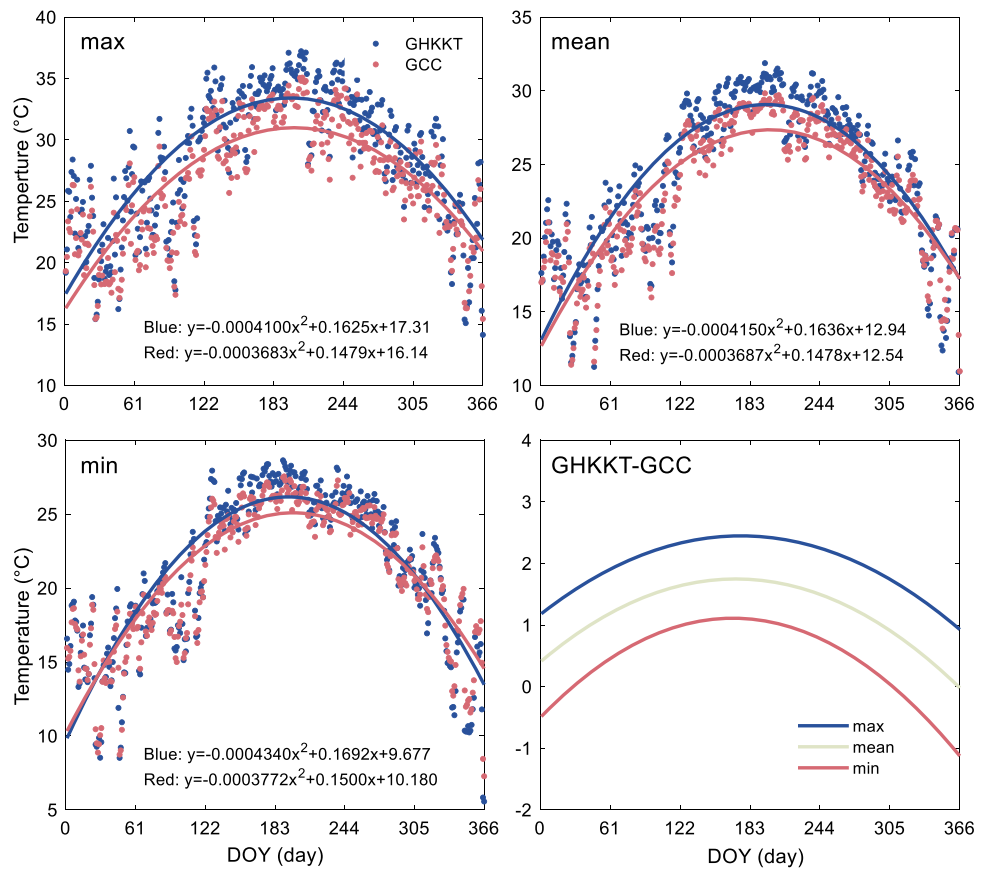 max
GHKKT
GCC
40
35
30
25
20
15
10
Temperture (°C)
Blue: y=-0.0004100x²+0.1625x+17.31
Red: y=-0.0003683x²+0.1479x+16.14
0 61 122 183 244 305 366
mean
35
30
25
20
15
10
Blue: y=-0.0004150x²+0.1636x+12.94
Red: y=-0.0003687x²+0.1478x+12.54
0 61 122 183 244 305 366
min
30
25
20
15
10
5
Temperature (°C)
Blue: y=-0.0004340x²+0.1692x+9.677
Red: y=-0.0003772x²+0.1500x+10.180
0 61 122 183 244 305 366
DOY (day)
GHKKT-GCC
4
3
2
1
0
-1
-2
max
mean
min
0 61 122 183 244 305 366
DOY (day)